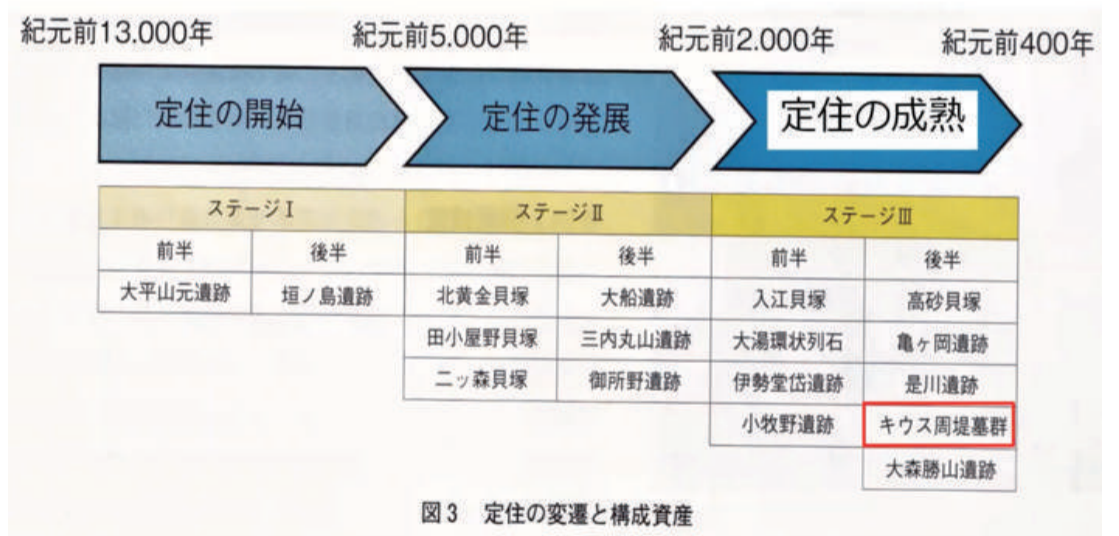 紀元前13.000年 紀元前5.000年 紀元前2.000年 紀元前400年
定住の開始 定住の発展 定住の成熟
ステージⅠ ステージⅡ ステージⅢ
前半 後半 前半 後半 前半 後半
大平山元遺跡 垣ノ島遺跡 北黄金貝塚 大船遺跡 入江貝塚 高砂貝塚
田小屋野貝塚 三内丸山遺跡 大湯環状列石 亀ヶ岡遺跡
二ッ森貝塚 御所野遺跡 伊勢堂岱遺跡 是川遺跡
小牧野遺跡 キウス周堤墓群
大森勝山遺跡
図3 定住の変遷と構成資産